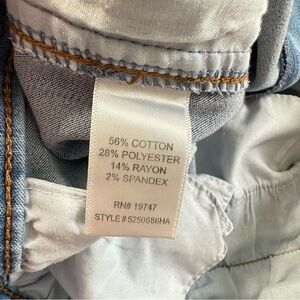 56% COTTON
28% POLYESTER
14% RAYON
2% SPANDEX
RN# 19747
STYLE # 5250686HA